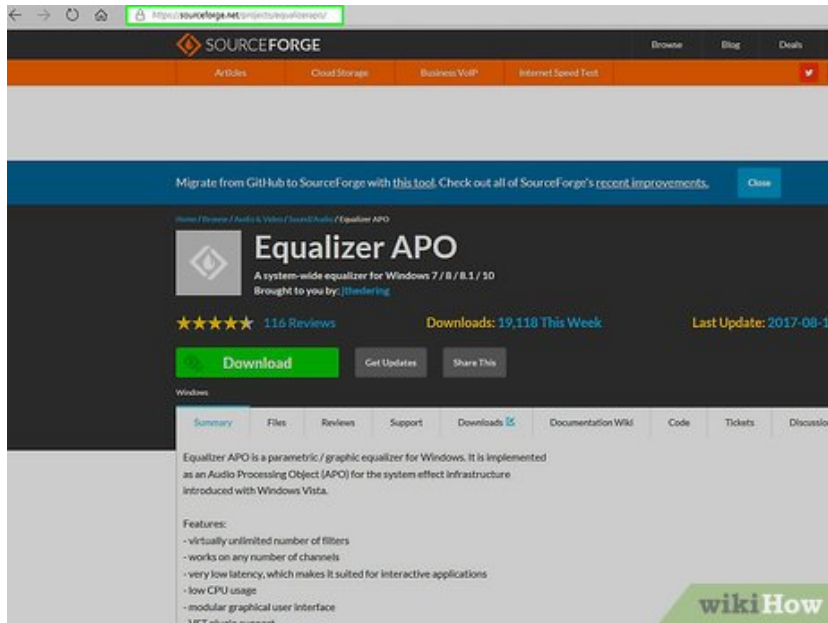 https://sourceforge.net/projects/equalizerapo/
SOURCEFORGE
Browse Blog Deals
Articles Cloud Storage Business VoIP Internet Speed Test
Migrate from GitHub to SourceForge with this tool. Check out all of SourceForge's recent improvements. Close
Home / Browse / Audio & Video / Sound/Audio / Equalizer APO
Equalizer APO
A system-wide equalizer for Windows 7 / 8 / 8.1 / 10
Brought to you by: jthedering
116 Reviews Downloads: 19,118 This Week Last Update: 2017-08-1
Download Get Updates Share This
Windows
Summary Files Reviews Support Downloads Documentation Wiki Code Tickets Discussio
Equalizer APO is a parametric / graphic equalizer for Windows. It is implemented
as an Audio Processing Object (APO) for the system effect infrastructure
introduced with Windows Vista.
Features:
- virtually unlimited number of filters
- works on any number of channels
- very low latency, which makes it suited for interactive applications
- low CPU usage
- modular graphical user interface
- VST plugin support
wikiHow